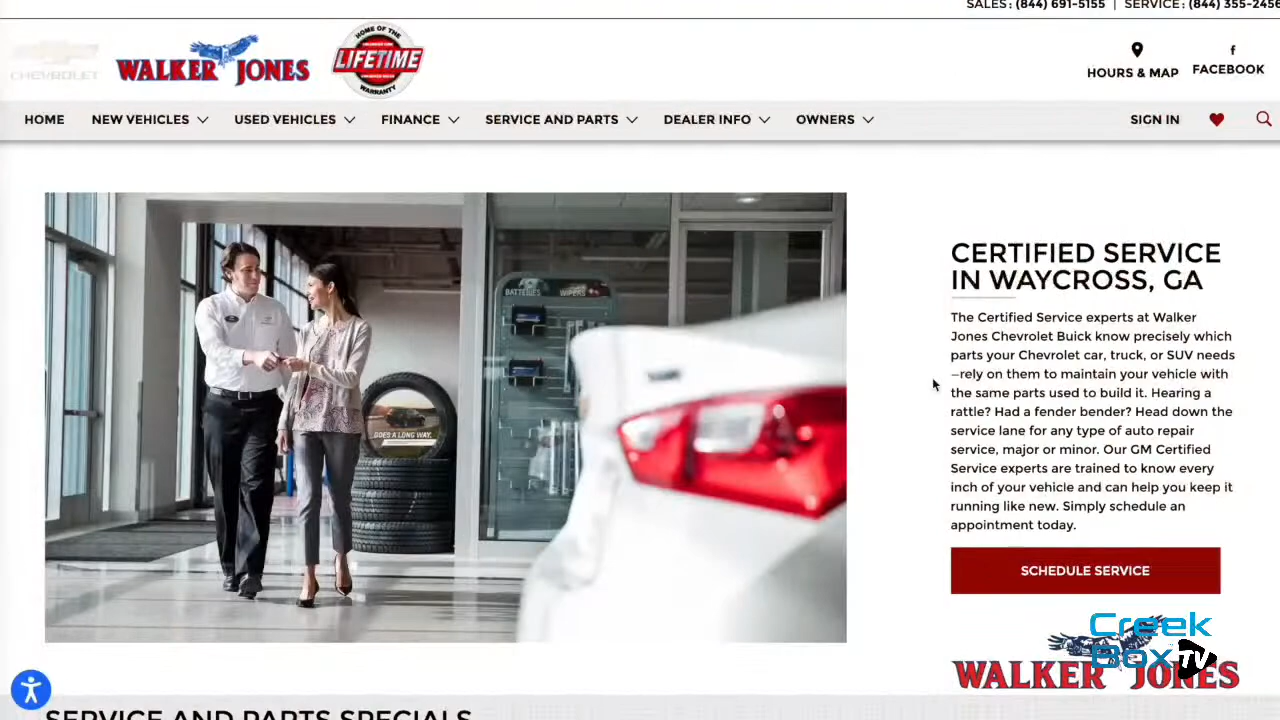 SALES: (844) 691-5155 | SERVICE: (844) 355-2456
CHEVROLET
WALKER JONES
HOME OF THE
LIFETIME
WARRANTY
HOURS & MAP
FACEBOOK
HOME
NEW VEHICLES
USED VEHICLES
FINANCE
SERVICE AND PARTS
DEALER INFO
OWNERS
SIGN IN
BATTERIES
WIPERS
GOES A LONG WAY.
CERTIFIED SERVICE
IN WAYCROSS, GA
The Certified Service experts at Walker
Jones Chevrolet Buick know precisely which
parts your Chevrolet car, truck, or SUV needs
—rely on them to maintain your vehicle with
the same parts used to build it. Hearing a
rattle? Had a fender bender? Head down the
service lane for any type of auto repair
service, major or minor. Our GM Certified
Service experts are trained to know every
inch of your vehicle and can help you keep it
running like new. Simply schedule an
appointment today.
SCHEDULE SERVICE
Creek
Box TV
WALKER JONES
SERVICE AND PARTS SPECIALS